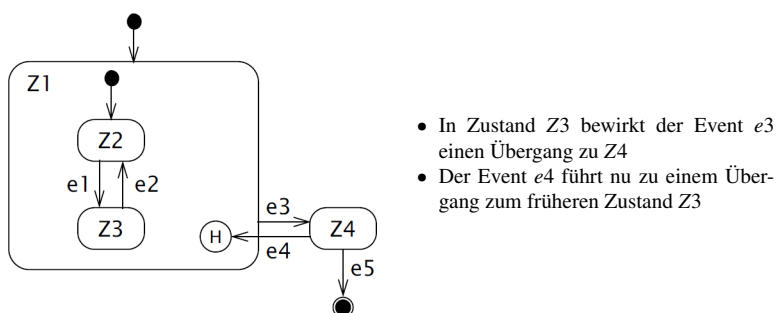 Z1
Z2
e1
e2
Z3
H
e3
e4
Z4
e5
• In Zustand Z3 bewirkt der Event e3
einen Übergang zu Z4
• Der Event e4 führt nu zu einem Über-
gang zum früheren Zustand Z3